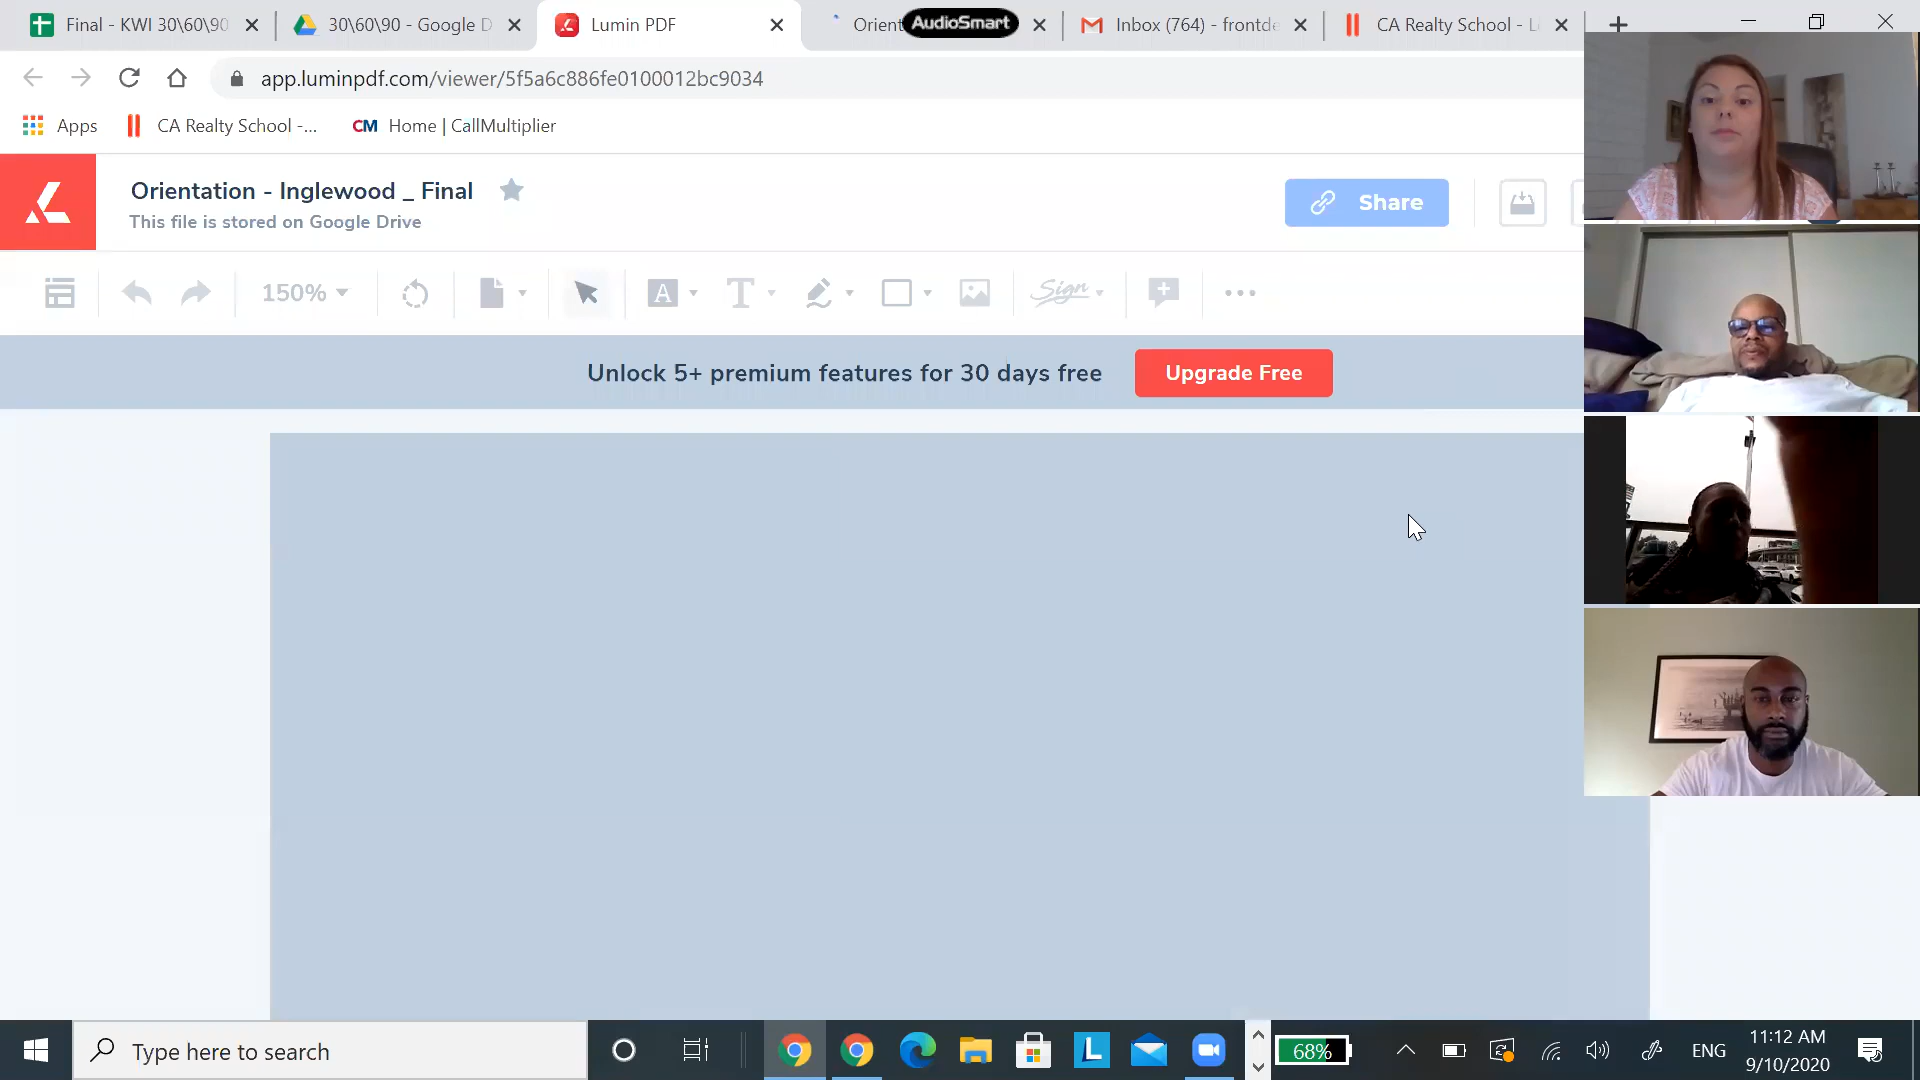 Final - KWI 30\60\90
30\60\90 - Google D
Lumin PDF
Orient
AudioSmart
Inbox (764) - frontde
CA Realty School - L
app.luminpdf.com/viewer/5f5a6c886fe0100012bc9034
Apps
CA Realty School -...
CM Home | CallMultiplier
Orientation - Inglewood _ Final
This file is stored on Google Drive
Share
150%
A
T
Sign
Unlock 5+ premium features for 30 days free
Upgrade Free
Type here to search
L
68%
ENG
11:12 AM
9/10/2020